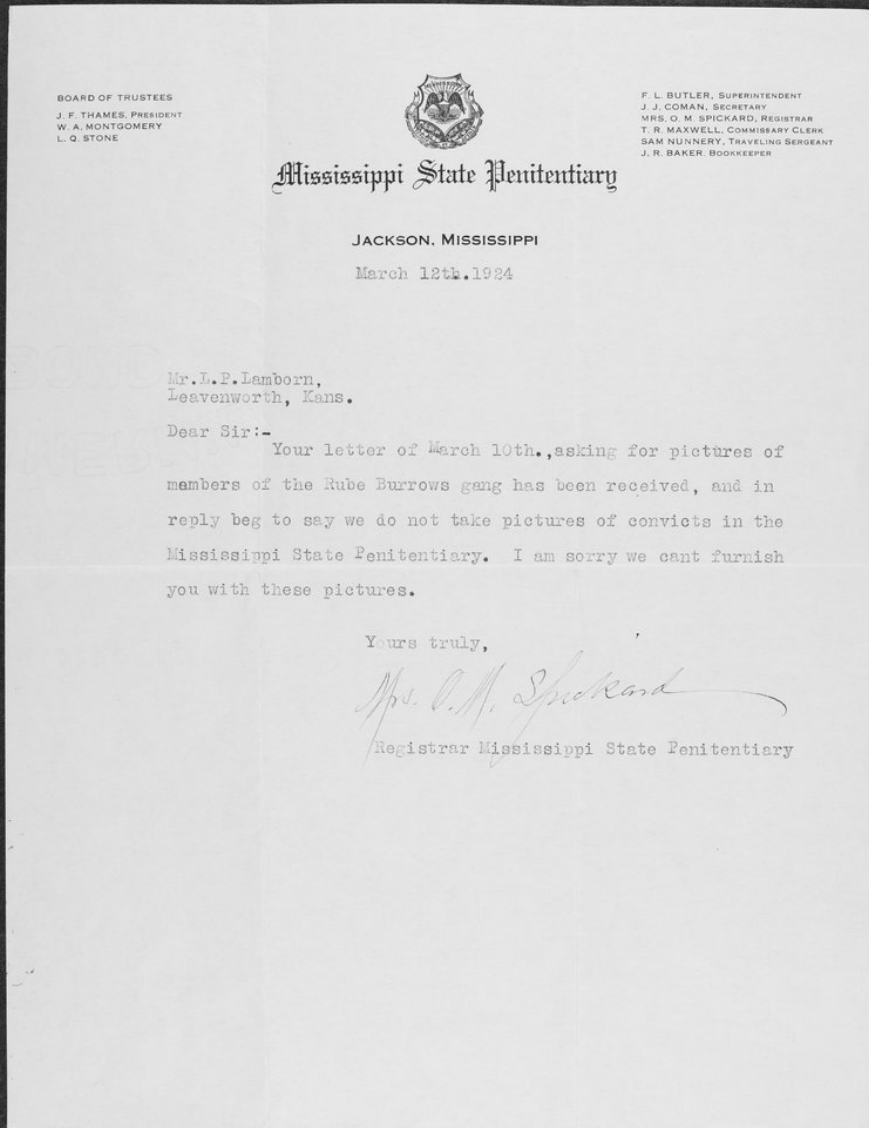 BOARD OF TRUSTEES
J. F. THAMES, PRESIDENT
W. A. MONTGOMERY
L. Q. STONE
F. L. BUTLER, SUPERINTENDENT
J. J. COMAN, SECRETARY
MRS. O. M. SPICKARD, REGISTRAR
T. R. MAXWELL, COMMISSARY CLERK
SAM NUNNERY, TRAVELING SERGEANT
J. R. BAKER. BOOKKEEPER
Mississippi State Penitentiary
JACKSON, MISSISSIPPI
March 12th.1924
Mr.L.P.Lamborn,
Leavenworth, Kans.
Dear Sir:-
Your letter of March 10th.,asking for pictures of
mambers of the Rube Burrows gang has been received, and in
reply beg to say we do not take pictures of convicts in the
Mississippi State Penitentiary. I am sorry we cant furnish
you with these pictures.
Yours truly,
Mrs. O. M. Spickard
Registrar Mississippi State Penitentiary